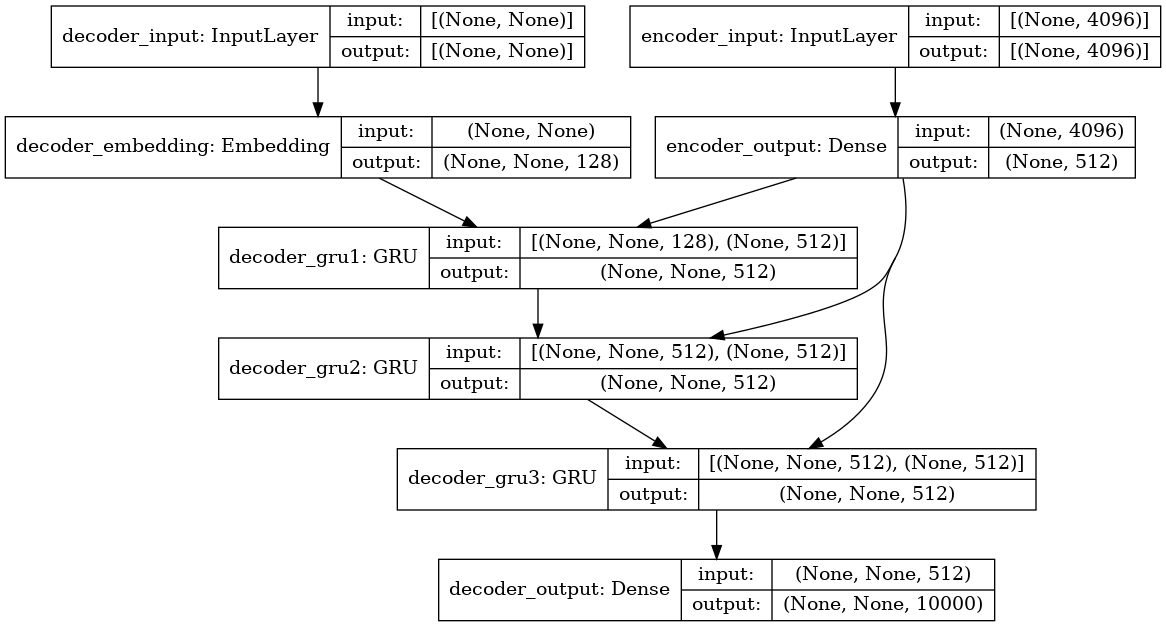 decoder_input: InputLayer
input:
[(None, None)]
output:
[(None, None)]
encoder_input: InputLayer
input:
[(None, 4096)]
output:
[(None, 4096)]
decoder_embedding: Embedding
input:
(None, None)
output:
(None, None, 128)
encoder_output: Dense
input:
(None, 4096)
output:
(None, 512)
decoder_gru1: GRU
input:
[(None, None, 128), (None, 512)]
output:
(None, None, 512)
decoder_gru2: GRU
input:
[(None, None, 512), (None, 512)]
output:
(None, None, 512)
decoder_gru3: GRU
input:
[(None, None, 512), (None, 512)]
output:
(None, None, 512)
decoder_output: Dense
input:
(None, None, 512)
output:
(None, None, 10000)